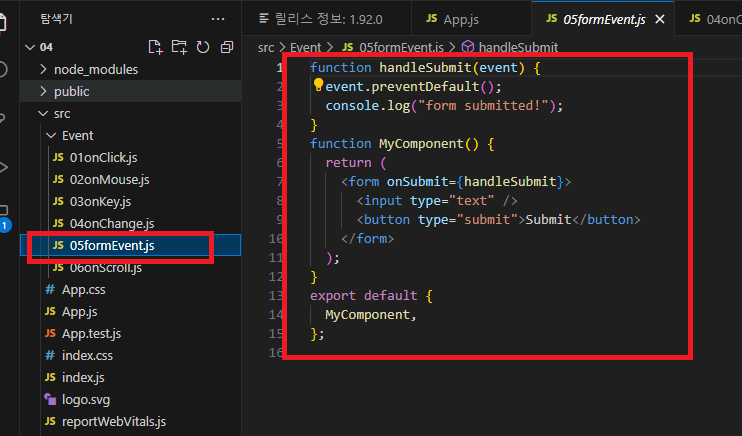 탐색기
릴리스 정보: 1.92.0
JS App.js
JS 05formEvent.js
JS 04onC
04
src > Event > JS 05formEvent.js > handleSubmit
node_modules
public
src
Event
JS 01onClick.js
JS 02onMouse.js
JS 03onKey.js
JS 04onChange.js
JS 05formEvent.js
JS 06onScroll.js
# App.css
JS App.js
JS App.test.js
# index.css
JS index.js
logo.svg
JS reportWebVitals.js
1
1 function handleSubmit(event) {
2 event.preventDefault();
3 console.log("form submitted!");
4 }
5 function MyComponent() {
6 return (
7 <form onSubmit={handleSubmit}>
8 <input type="text" />
9 <button type="submit">Submit</button>
10 </form>
11 );
12 }
13 export default {
14 MyComponent,
15 };
16